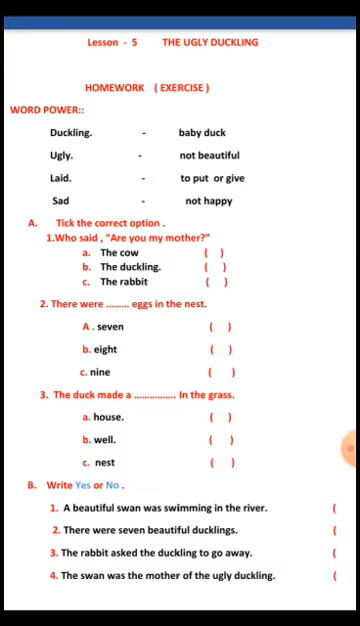 Lesson - 5 THE UGLY DUCKLING
HOMEWORK ( EXERCISE )
WORD POWER::
Duckling. - baby duck
Ugly. - not beautiful
Laid. - to put or give
Sad - not happy
A. Tick the correct option .
1.Who said , "Are you my mother?"
a. The cow ( )
b. The duckling. ( )
c. The rabbit ( )
2. There were ......... eggs in the nest.
A . seven ( )
b. eight ( )
c. nine ( )
3. The duck made a ............... In the grass.
a. house. ( )
b. well. ( )
c. nest ( )
B. Write Yes or No .
1. A beautiful swan was swimming in the river. (
2. There were seven beautiful ducklings. (
3. The rabbit asked the duckling to go away. (
4. The swan was the mother of the ugly duckling. (